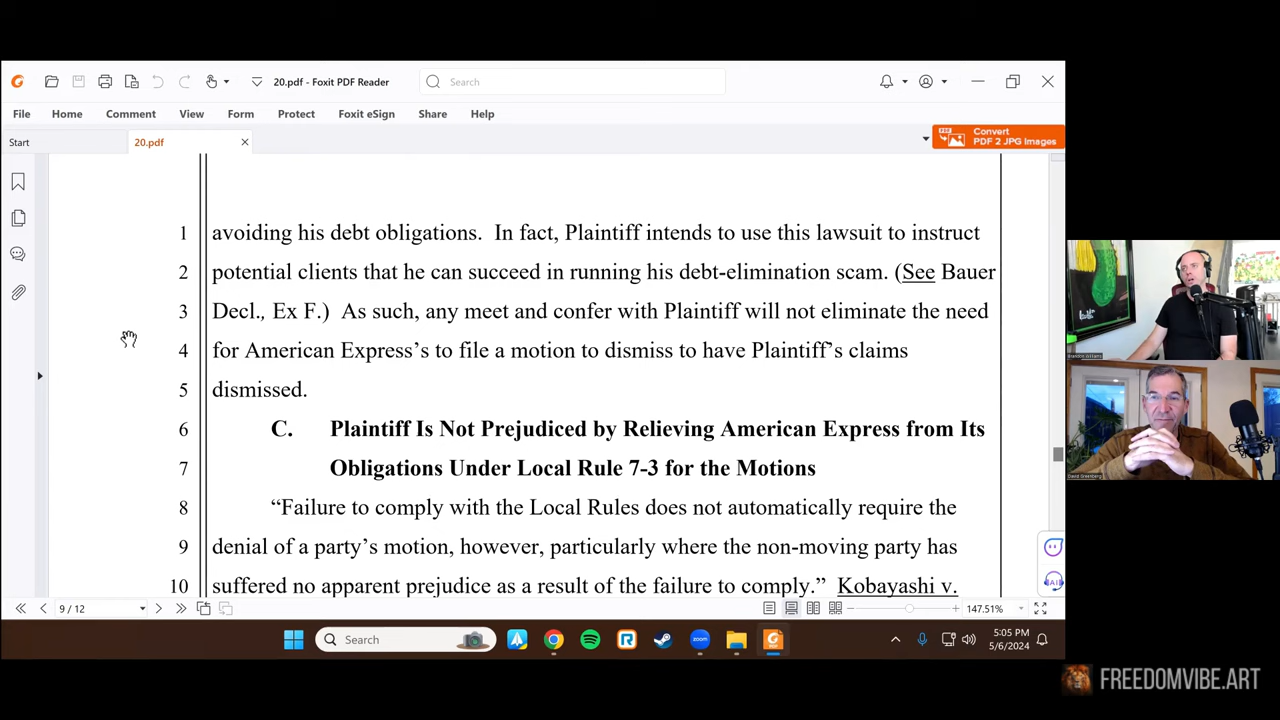 20.pdf - Foxit PDF Reader
Search
File Home Comment View Form Protect Foxit eSign Share Help
Start
20.pdf
Convert
PDF 2 JPG Images
1 avoiding his debt obligations. In fact, Plaintiff intends to use this lawsuit to instruct
2 potential clients that he can succeed in running his debt-elimination scam. (See Bauer
3 Decl., Ex F.) As such, any meet and confer with Plaintiff will not eliminate the need
4 for American Express's to file a motion to dismiss to have Plaintiff's claims
5 dismissed.
6 C. Plaintiff Is Not Prejudiced by Relieving American Express from Its
7 Obligations Under Local Rule 7-3 for the Motions
8 “Failure to comply with the Local Rules does not automatically require the
9 denial of a party's motion, however, particularly where the non-moving party has
10 suffered no apparent prejudice as a result of the failure to comply.” Kobayashi v.
Brandon Williams
David Greenberg
9 / 12
147.51%
Search
zoom
5:05 PM
5/6/2024
FREEDOMVIBE.ART